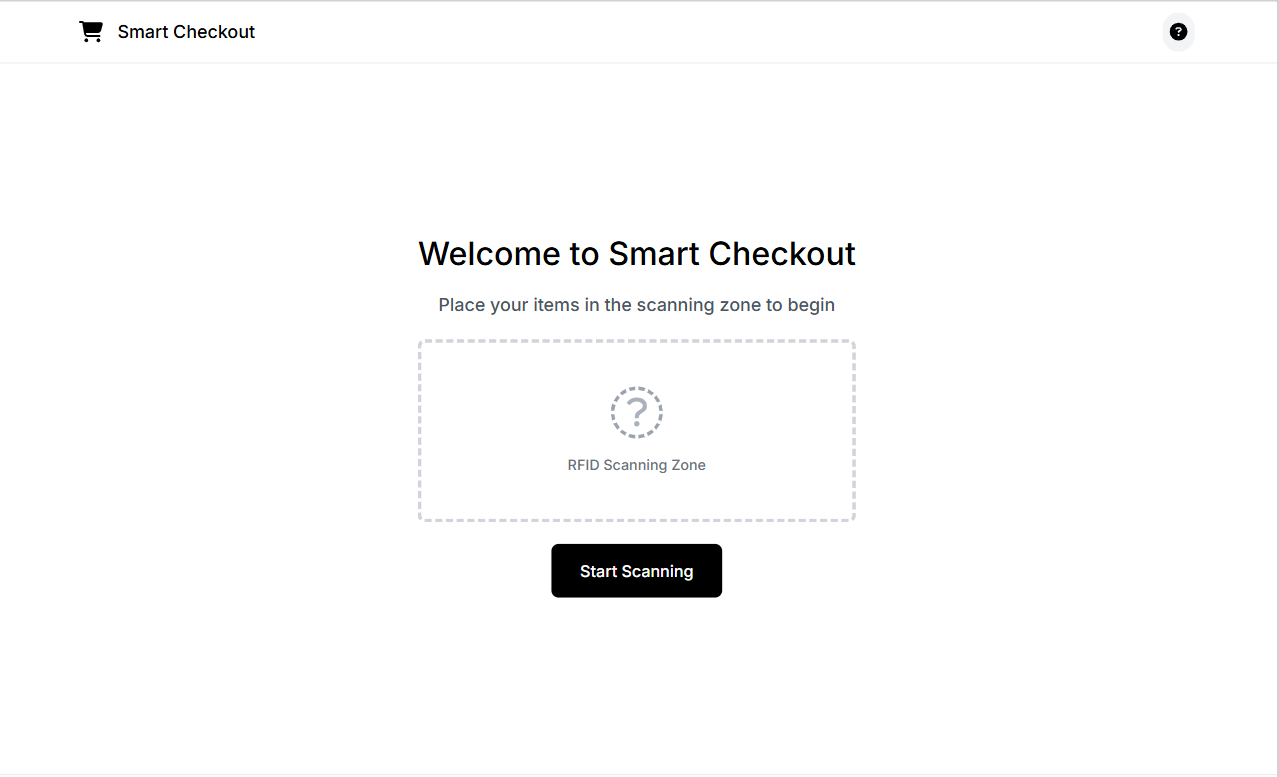 Smart Checkout
?
Welcome to Smart Checkout
Place your items in the scanning zone to begin
?
RFID Scanning Zone
Start Scanning